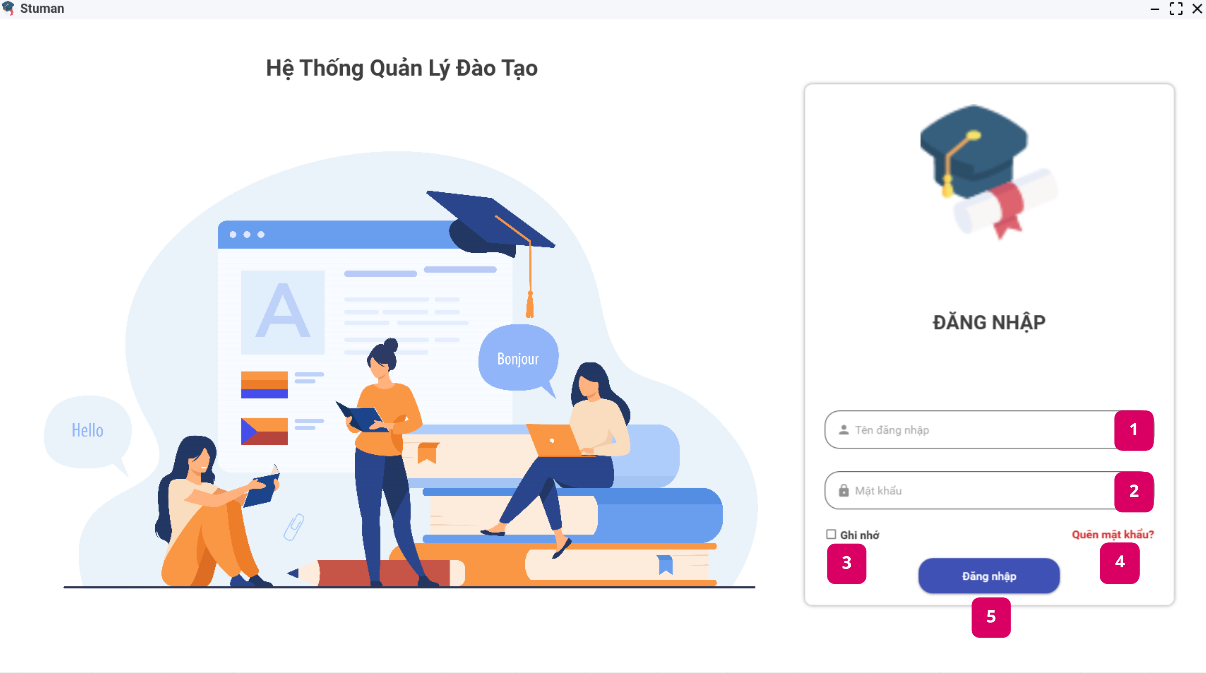 Stuman
Hệ Thống Quản Lý Đào Tạo
A
Hello
Bonjour
ĐĂNG NHẬP
Tên đăng nhập
1
Mật khẩu
2
Ghi nhớ
Quên mật khẩu?
3
4
Đăng nhập
5